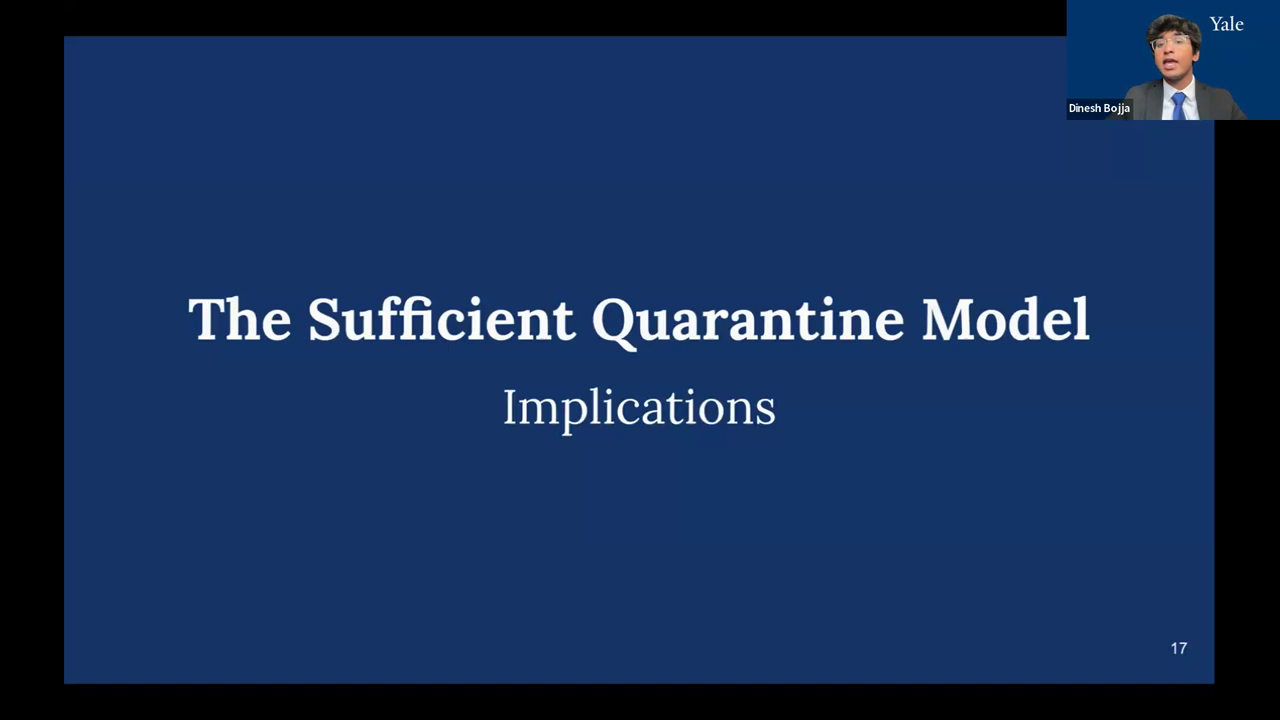 Yale
Dinesh Bojja
The Sufficient Quarantine Model
Implications
17